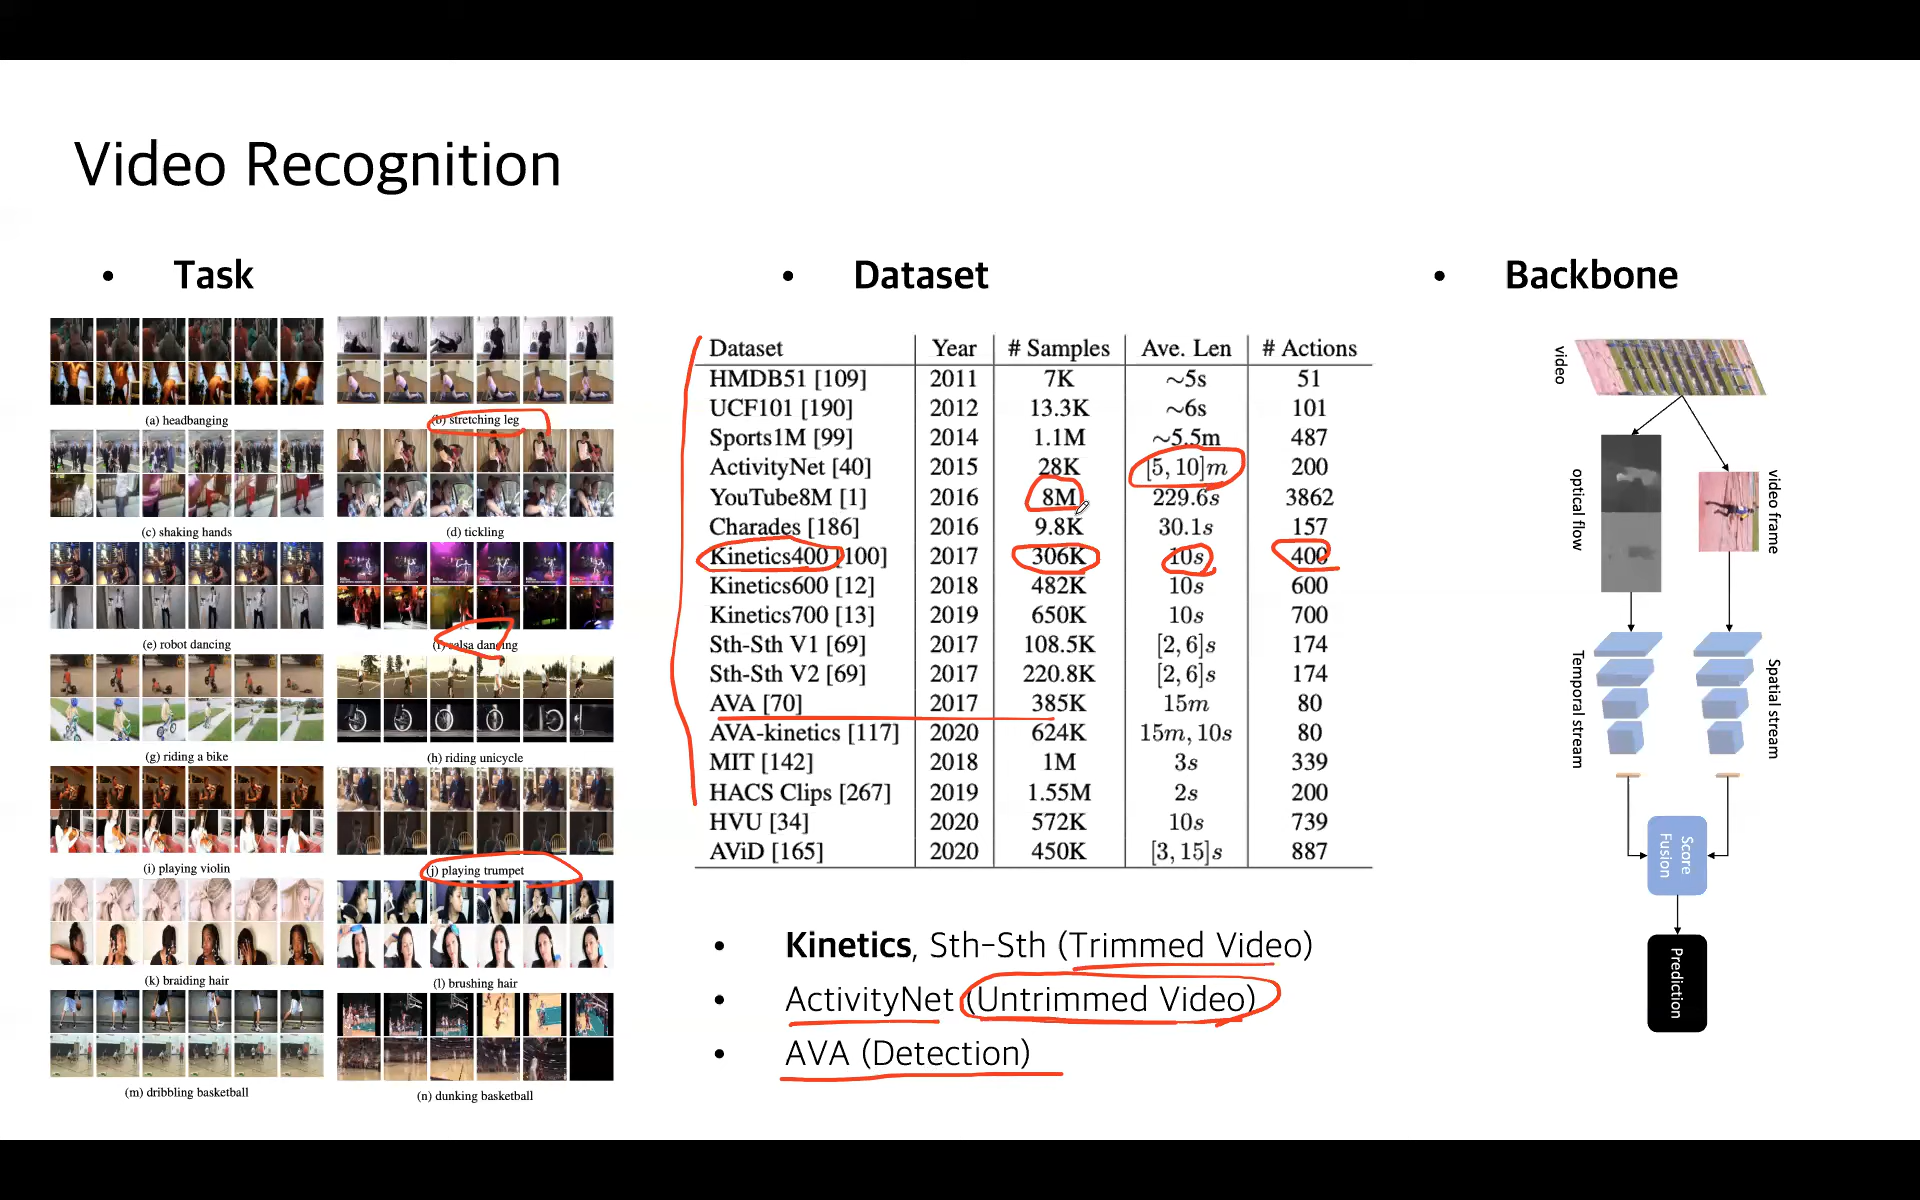 Video Recognition
• Task
(a) headbanging
(b) stretching leg
(c) shaking hands
(d) tickling
(e) robot dancing
(f) salsa dancing
(g) riding a bike
(h) riding unicycle
(i) playing violin
(j) playing trumpet
(k) braiding hair
(l) brushing hair
(m) dribbling basketball
(n) dunking basketball
• Dataset
Dataset Year # Samples Ave. Len # Actions
HMDB51 [109] 2011 7K ~5s 51
UCF101 [190] 2012 13.3K ~6s 101
Sports1M [99] 2014 1.1M ~5.5m 487
ActivityNet [40] 2015 28K [5, 10]m 200
YouTube8M [1] 2016 8M 229.6s 3862
Charades [186] 2016 9.8K 30.1s 157
Kinetics400 [100] 2017 306K 10s 400
Kinetics600 [12] 2018 482K 10s 600
Kinetics700 [13] 2019 650K 10s 700
Sth-Sth V1 [69] 2017 108.5K [2, 6]s 174
Sth-Sth V2 [69] 2017 220.8K [2, 6]s 174
AVA [70] 2017 385K 15m 80
AVA-kinetics [117] 2020 624K 15m, 10s 80
MIT [142] 2018 1M 3s 339
HACS Clips [267] 2019 1.55M 2s 200
HVU [34] 2020 572K 10s 739
AViD [165] 2020 450K [3, 15]s 887
• Kinetics, Sth-Sth (Trimmed Video)
• ActivityNet (Untrimmed Video)
• AVA (Detection)
• Backbone
video
optical flow
video frame
Temporal stream
Spatial stream
Score
Fusion
Prediction